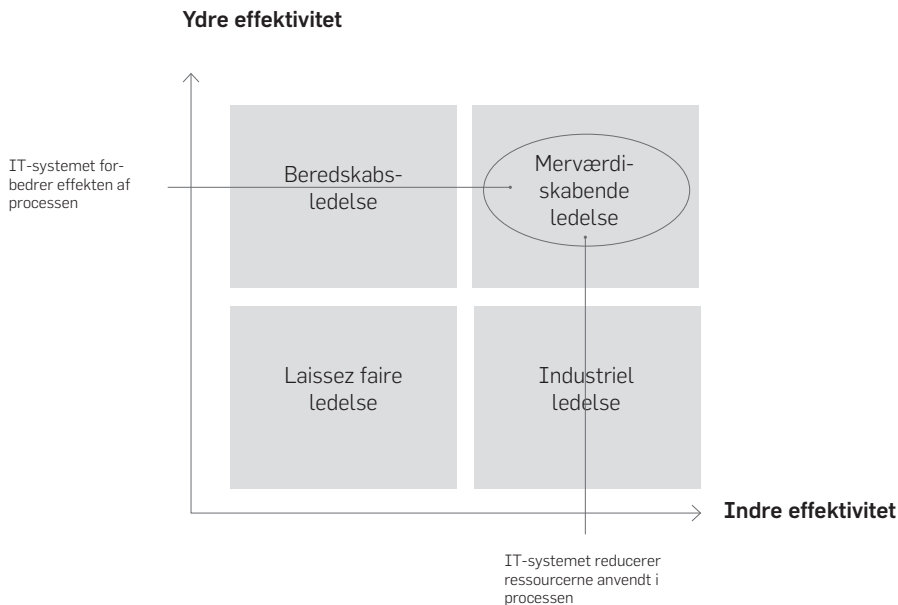 Ydre effektivitet
IT-systemet for-
bedrer effekten af
processen
Beredskabs-
ledelse
Merværdi-
skabende
ledelse
Laissez faire
ledelse
Industriel
ledelse
Indre effektivitet
IT-systemet reducerer
ressourcerne anvendt i
processen